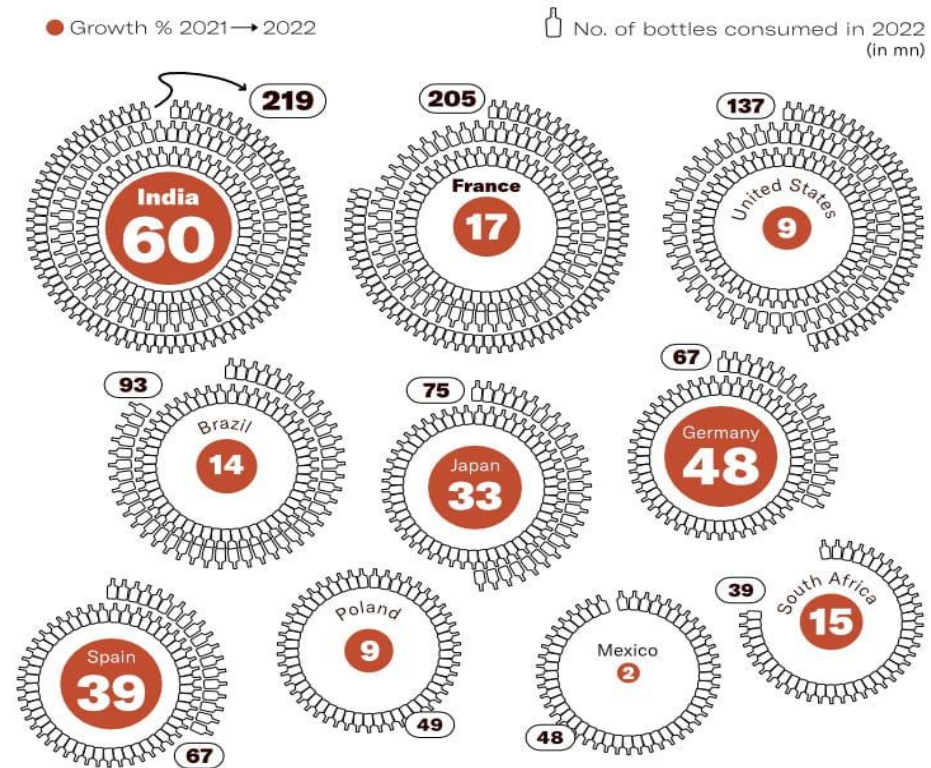 Growth % 2021 → 2022
No. of bottles consumed in 2022
(in mn)
219
India
60
205
France
17
137
United States
9
93
Brazil
14
75
Japan
33
67
Germany
48
Spain
39
67
Poland
9
49
Mexico
2
48
39
South Africa
15